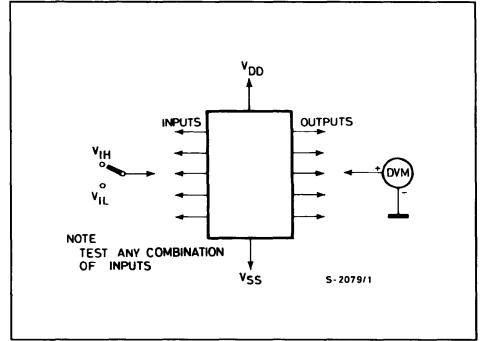 VDD
INPUTS
OUTPUTS
VIH
VIL
+
DVM
-
NOTE
TEST ANY COMBINATION
OF INPUTS
VSS
S-2079/1